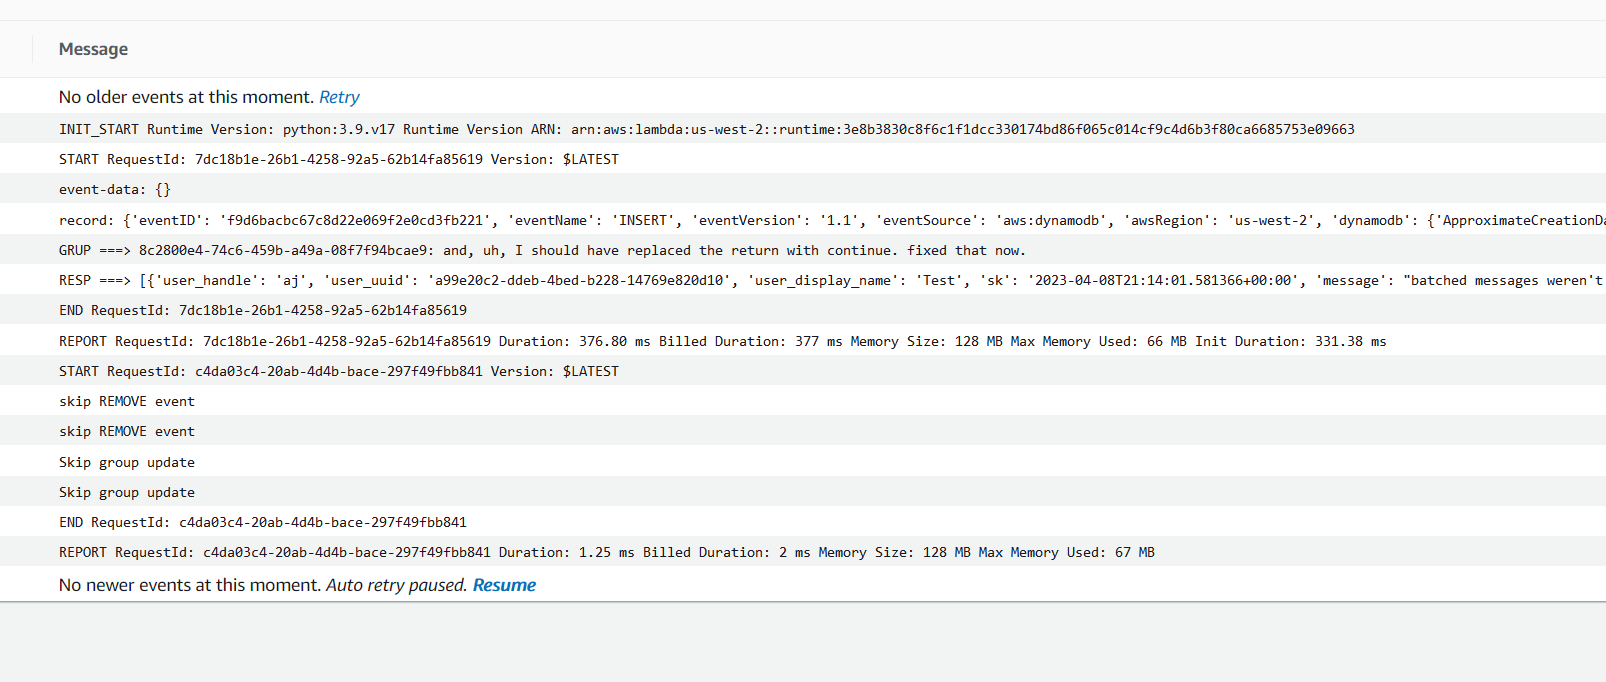 Message
No older events at this moment. Retry
INIT_START Runtime Version: python:3.9.v17 Runtime Version ARN: arn:aws:lambda:us-west-2::runtime:3e8b3830c8f6c1f1dcc330174bd86f065c014cf9c4d6b3f80ca6685753e09663
START RequestId: 7dc18b1e-26b1-4258-92a5-62b14fa85619 Version: $LATEST
event-data: {}
record: {'eventID': 'f9d6bacbc67c8d22e069f2e0cd3fb221', 'eventName': 'INSERT', 'eventVersion': '1.1', 'eventSource': 'aws:dynamodb', 'awsRegion': 'us-west-2', 'dynamodb': {'ApproximateCreationDa
GRUP ===> 8c2800e4-74c6-459b-a49a-08f7f94bcae9: and, uh, I should have replaced the return with continue. fixed that now.
RESP ===> [{'user_handle': 'aj', 'user_uuid': 'a99e20c2-ddeb-4bed-b228-14769e820d10', 'user_display_name': 'Test', 'sk': '2023-04-08T21:14:01.581366+00:00', 'message': "batched messages weren't
END RequestId: 7dc18b1e-26b1-4258-92a5-62b14fa85619
REPORT RequestId: 7dc18b1e-26b1-4258-92a5-62b14fa85619 Duration: 376.80 ms Billed Duration: 377 ms Memory Size: 128 MB Max Memory Used: 66 MB Init Duration: 331.38 ms
START RequestId: c4da03c4-20ab-4d4b-bace-297f49fbb841 Version: $LATEST
skip REMOVE event
skip REMOVE event
Skip group update
Skip group update
END RequestId: c4da03c4-20ab-4d4b-bace-297f49fbb841
REPORT RequestId: c4da03c4-20ab-4d4b-bace-297f49fbb841 Duration: 1.25 ms Billed Duration: 2 ms Memory Size: 128 MB Max Memory Used: 67 MB
No newer events at this moment. Auto retry paused. Resume